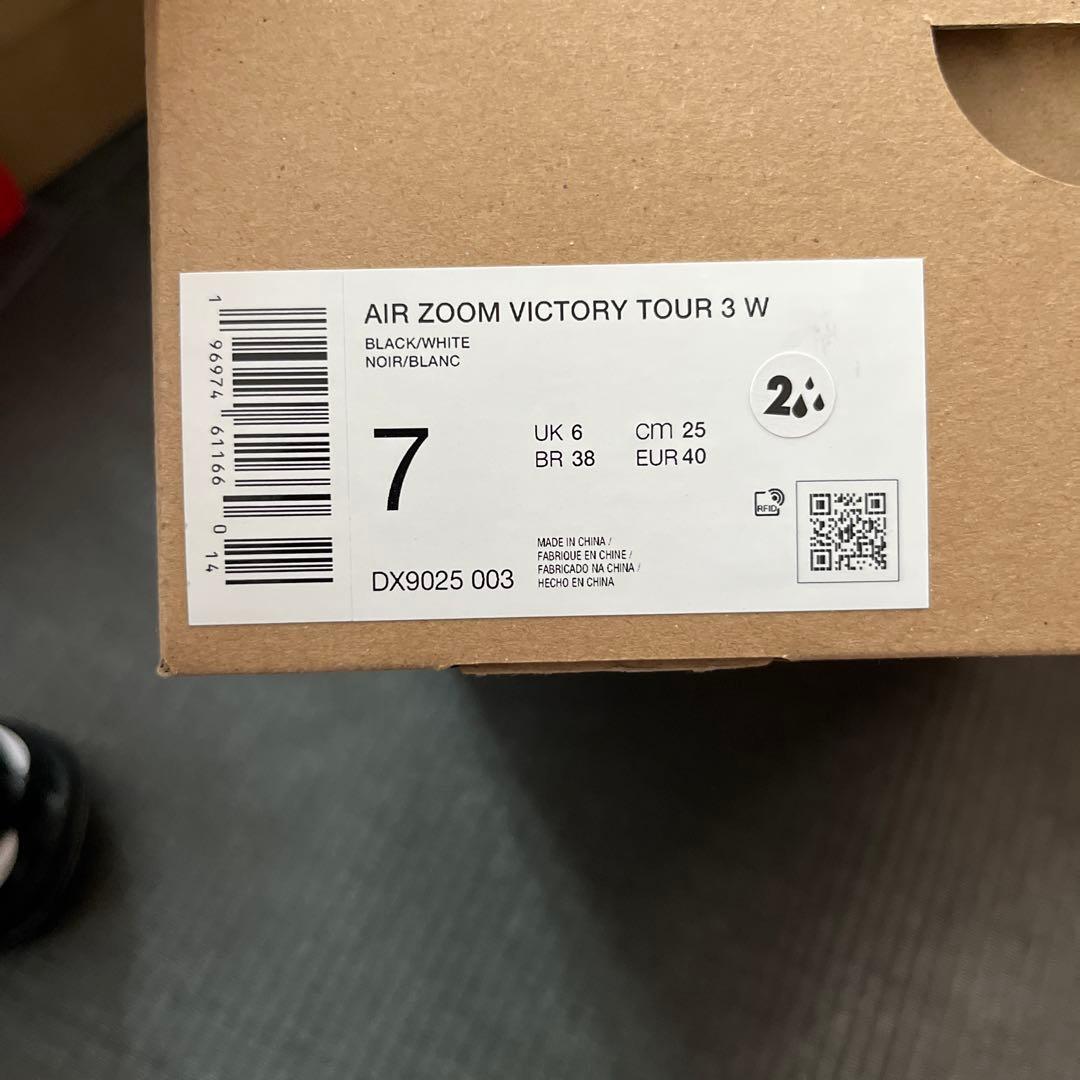 AIR ZOOM VICTORY TOUR 3 W
BLACK/WHITE
NOIR/BLANC
7
UK 6
BR 38
cm 25
EUR 40
2
RFID
DX9025 003
MADE IN CHINA /
FABRIQUE EN CHINE /
FABRICADO NA CHINA /
HECHO EN CHINA
1 96974 61166 0 14